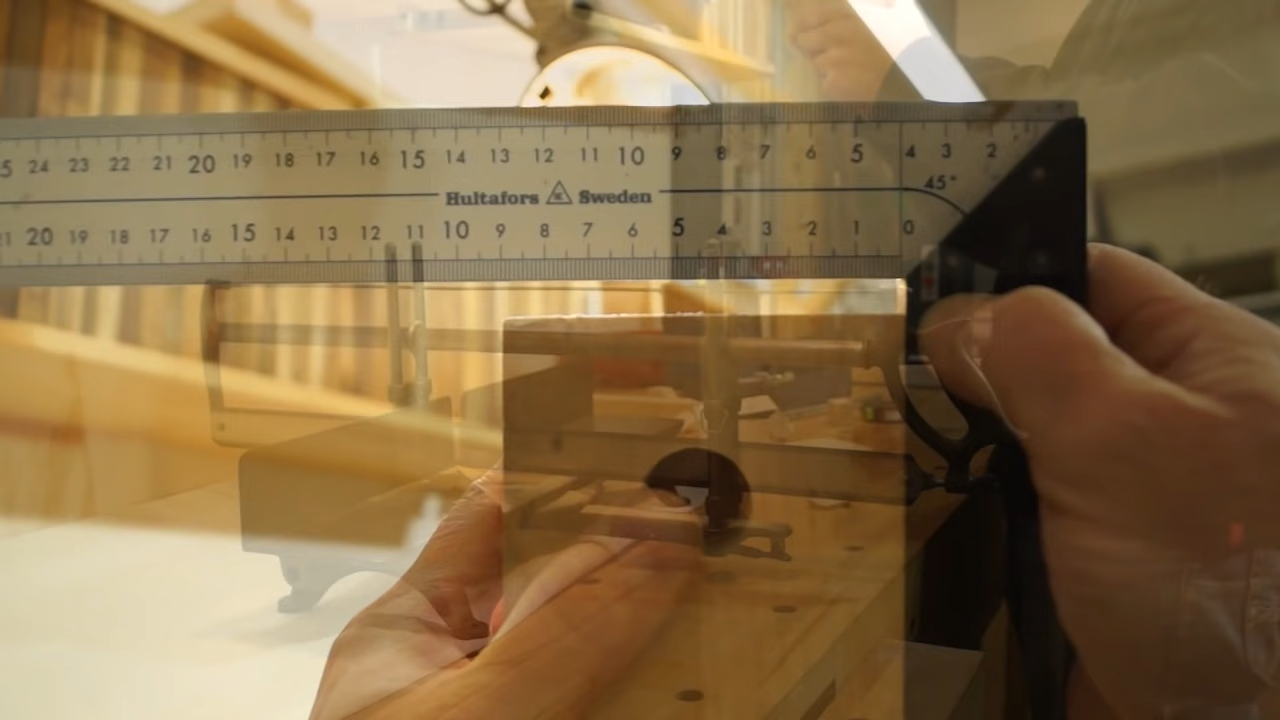 5 24 23 22 21 20 19 18 17 16 15 14 13 12 11 10 9 8 7 6 5 4 3 2
45°
Hultafors Sweden
21 20 19 18 17 16 15 14 13 12 11 10 9 8 7 6 5 4 3 2 1 0